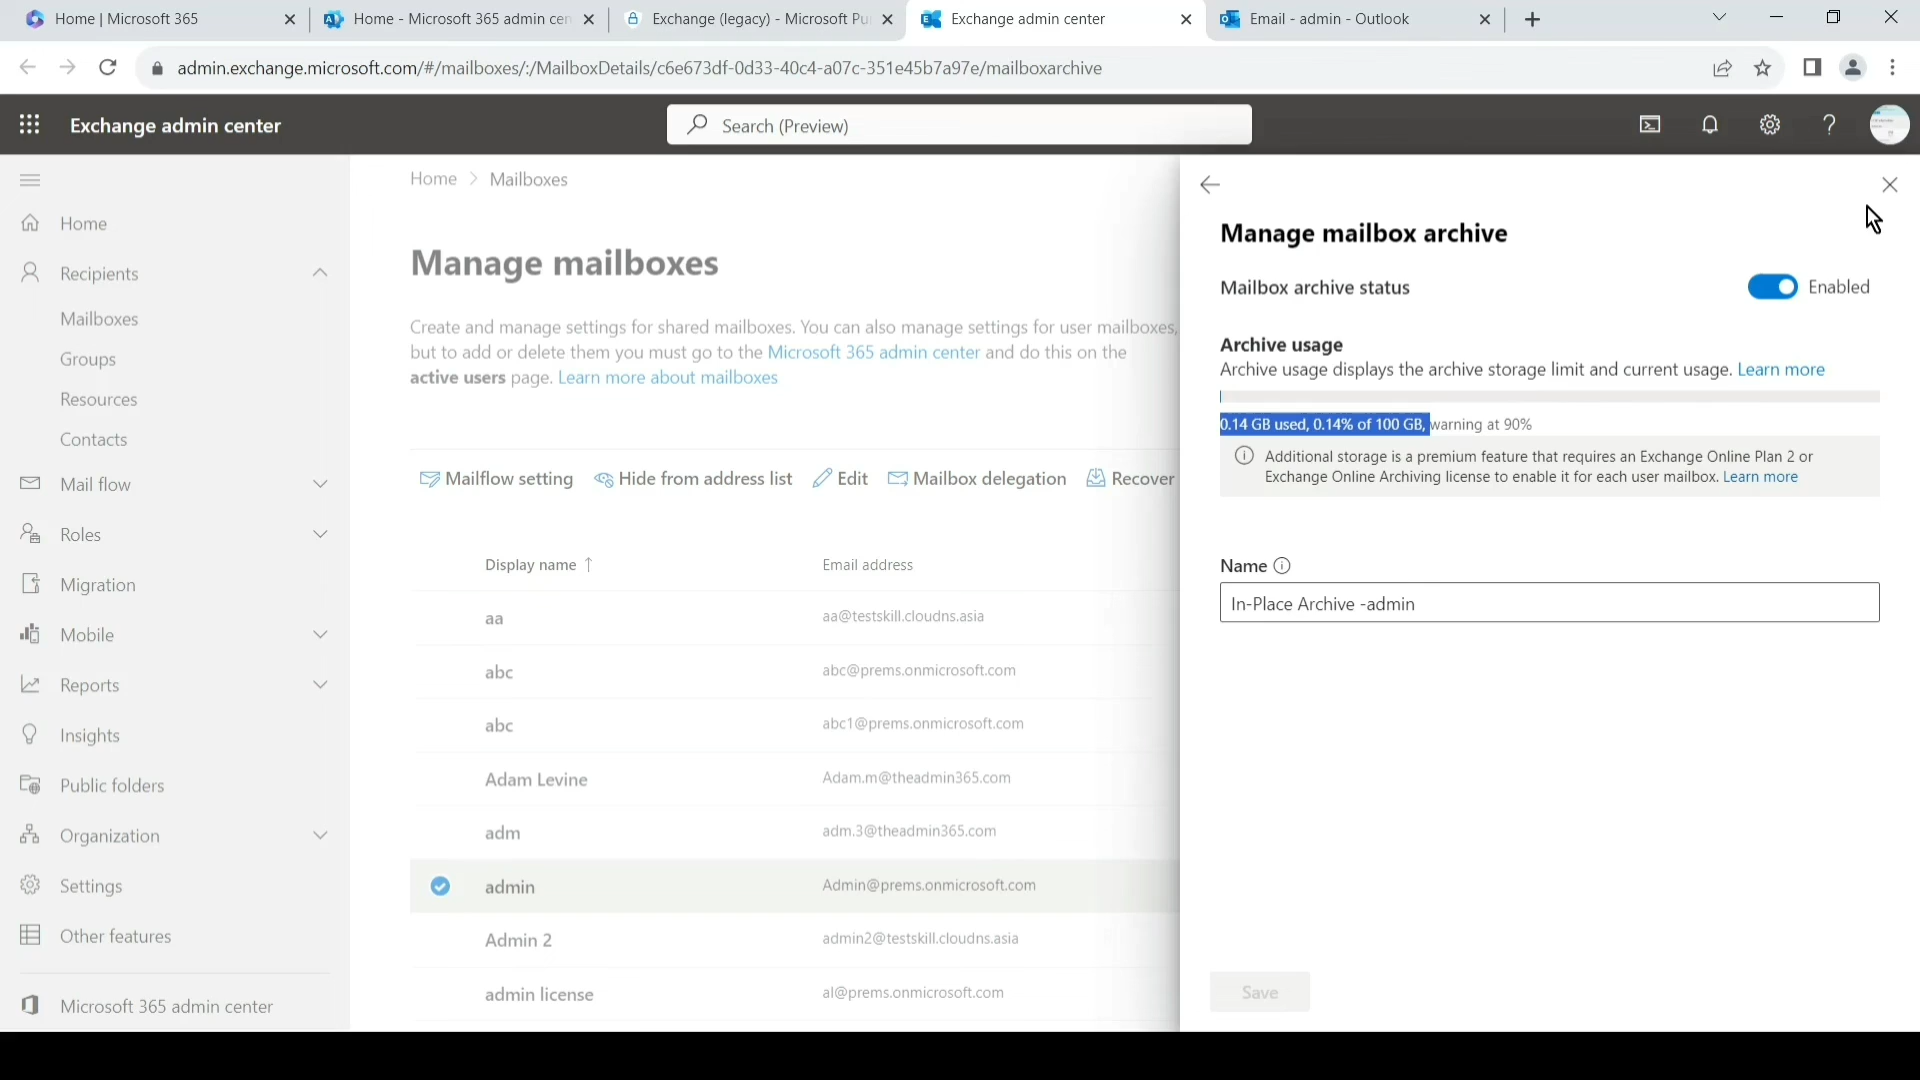 Home | Microsoft 365
Home - Microsoft 365 admin cen
Exchange (legacy) - Microsoft Pu
Exchange admin center
Email - admin - Outlook
admin.exchange.microsoft.com/#/mailboxes/:/MailboxDetails/c6e673df-0d33-40c4-a07c-351e45b7a97e/mailboxarchive
Exchange admin center
Search (Preview)
Home
Recipients
Mailboxes
Groups
Resources
Contacts
Mail flow
Roles
Migration
Mobile
Reports
Insights
Public folders
Organization
Settings
Other features
Microsoft 365 admin center
Home > Mailboxes
Manage mailboxes
Create and manage settings for shared mailboxes. You can also manage settings for user mailboxes,
but to add or delete them you must go to the Microsoft 365 admin center and do this on the
active users page. Learn more about mailboxes
Mailflow setting Hide from address list Edit Mailbox delegation Recover
Display name ↑ Email address
aa aa@testskill.cloudns.asia
abc abc@prems.onmicrosoft.com
abc abc1@prems.onmicrosoft.com
Adam Levine Adam.m@theadmin365.com
adm adm.3@theadmin365.com
admin Admin@prems.onmicrosoft.com
Admin 2 admin2@testskill.cloudns.asia
admin license al@prems.onmicrosoft.com
Manage mailbox archive
Mailbox archive status Enabled
Archive usage
Archive usage displays the archive storage limit and current usage. Learn more
0.14 GB used, 0.14% of 100 GB, warning at 90%
Additional storage is a premium feature that requires an Exchange Online Plan 2 or
Exchange Online Archiving license to enable it for each user mailbox. Learn more
Name
In-Place Archive -admin
Save